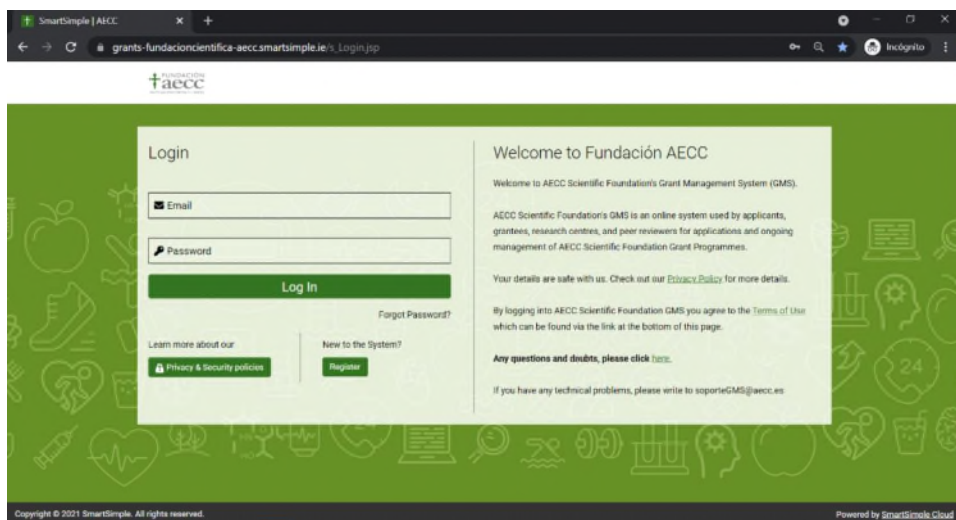 SmartSimple | AECC
grants-fundacioncientifica-aecc.smartsimple.ie/s_Login.jsp
Incógnito
FUNDACIÓN
aecc
Login
Email
Password
Log In
Forgot Password?
Learn more about our
Privacy & Security policies
New to the System?
Register
Welcome to Fundación AECC
Welcome to AECC Scientific Foundation's Grant Management System (GMS).
AECC Scientific Foundation's GMS is an online system used by applicants,
grantees, research centres, and peer reviewers for applications and ongoing
management of AECC Scientific Foundation Grant Programmes.
Your details are safe with us. Check out our Privacy Policy for more details.
By logging into AECC Scientific Foundation GMS you agree to the Terms of Use
which can be found via the link at the bottom of this page.
Any questions and doubts, please click here.
If you have any technical problems, please write to soporteGMS@aecc.es
24
Copyright © 2021 SmartSimple. All rights reserved.
Powered by SmartSimple Cloud